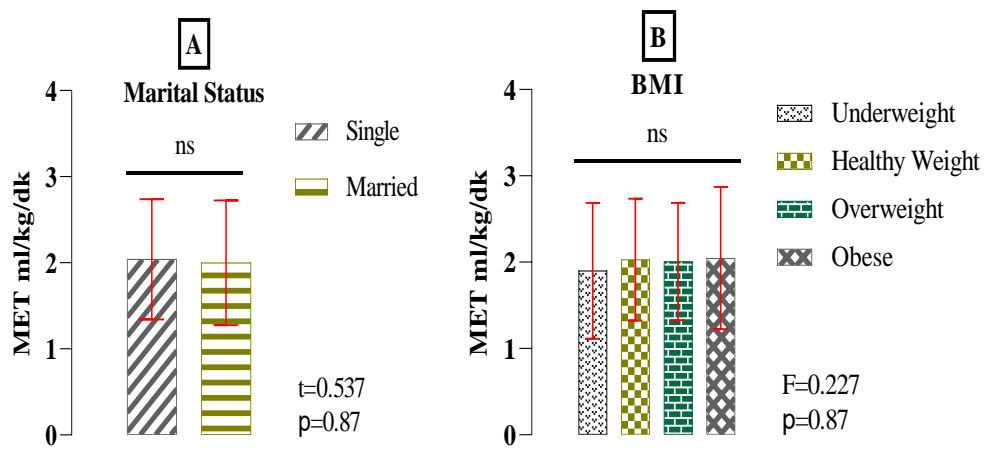 A
Marital Status
ns
Single
Married
MET ml/kg/dk
4
3
2
1
0
t=0.537
p=0.87
B
BMI
ns
Underweight
Healthy Weight
Overweight
Obese
MET ml/kg/dk
4
3
2
1
0
F=0.227
p=0.87